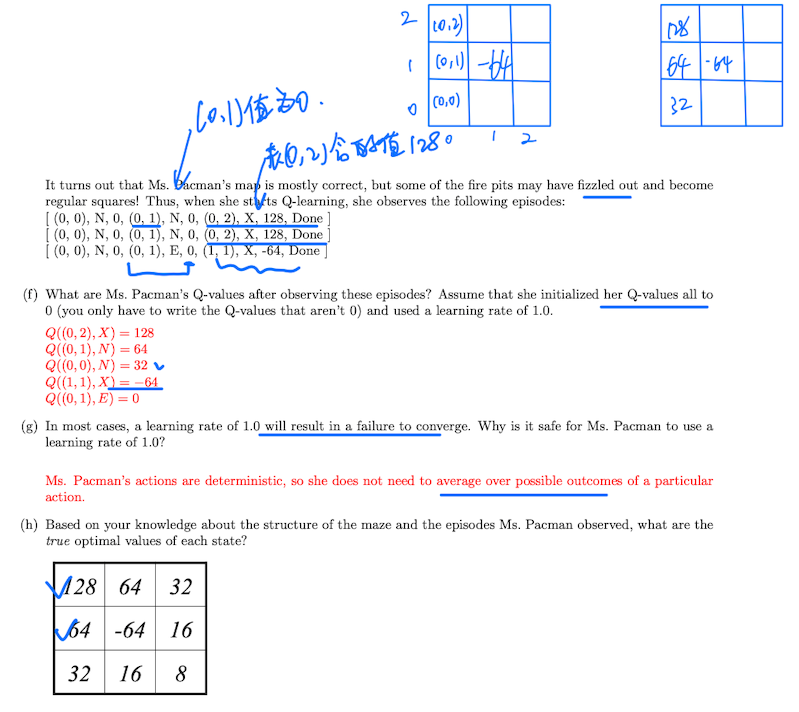 2 (0,2)
128
1 (0,1) -64
64 -64
0 (0,0)
32
0 1 2
(0,1)值为0.
(0,2)含 值128
It turns out that Ms. Pacman's map is mostly correct, but some of the fire pits may have fizzled out and become
regular squares! Thus, when she starts Q-learning, she observes the following episodes:
[ (0, 0), N, 0, (0, 1), N, 0, (0, 2), X, 128, Done ]
[ (0, 0), N, 0, (0, 1), N, 0, (0, 2), X, 128, Done ]
[ (0, 0), N, 0, (0, 1), E, 0, (1, 1), X, -64, Done ]
(f) What are Ms. Pacman's Q-values after observing these episodes? Assume that she initialized her Q-values all to
0 (you only have to write the Q-values that aren't 0) and used a learning rate of 1.0.
Q((0, 2), X) = 128
Q((0, 1), N) = 64
Q((0, 0), N) = 32
Q((1, 1), X) = −64
Q((0, 1), E) = 0
(g) In most cases, a learning rate of 1.0 will result in a failure to converge. Why is it safe for Ms. Pacman to use a
learning rate of 1.0?
Ms. Pacman's actions are deterministic, so she does not need to average over possible outcomes of a particular
action.
(h) Based on your knowledge about the structure of the maze and the episodes Ms. Pacman observed, what are the
true optimal values of each state?
128 64 32
64 -64 16
32 16 8